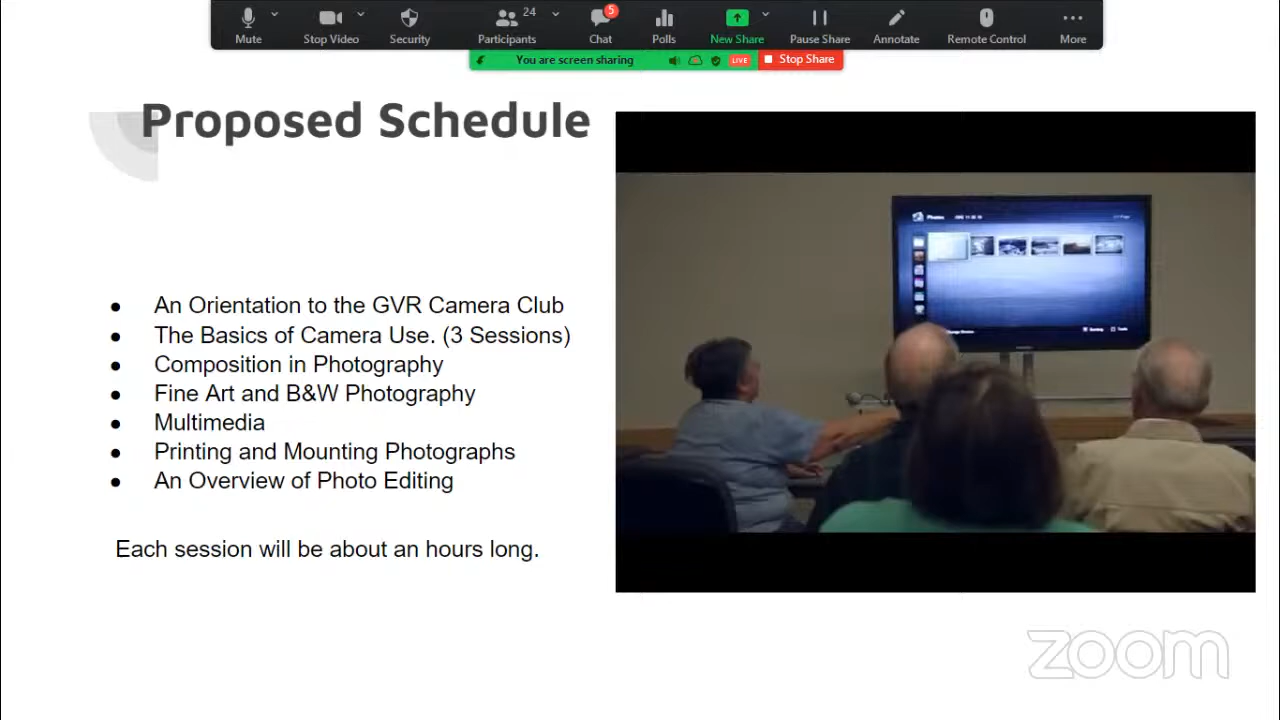 24
5
Mute
Stop Video
Security
Participants
Chat
Polls
New Share
Pause Share
Annotate
Remote Control
More
You are screen sharing
LIVE
Stop Share
Proposed Schedule
Photos
● An Orientation to the GVR Camera Club
● The Basics of Camera Use. (3 Sessions)
● Composition in Photography
● Fine Art and B&W Photography
● Multimedia
● Printing and Mounting Photographs
● An Overview of Photo Editing
Each session will be about an hours long.
zoom